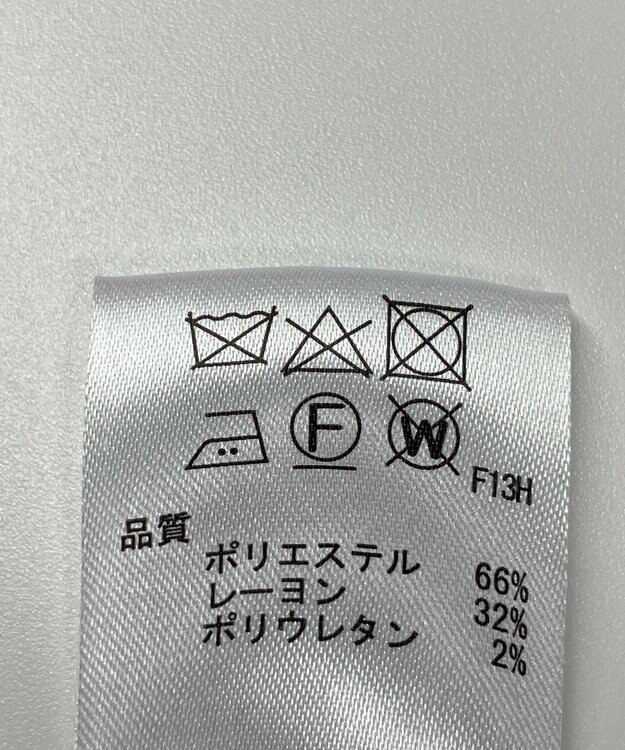 F W F13H
品質
ポリエステル 66%
レーヨン 32%
ポリウレタン 2%